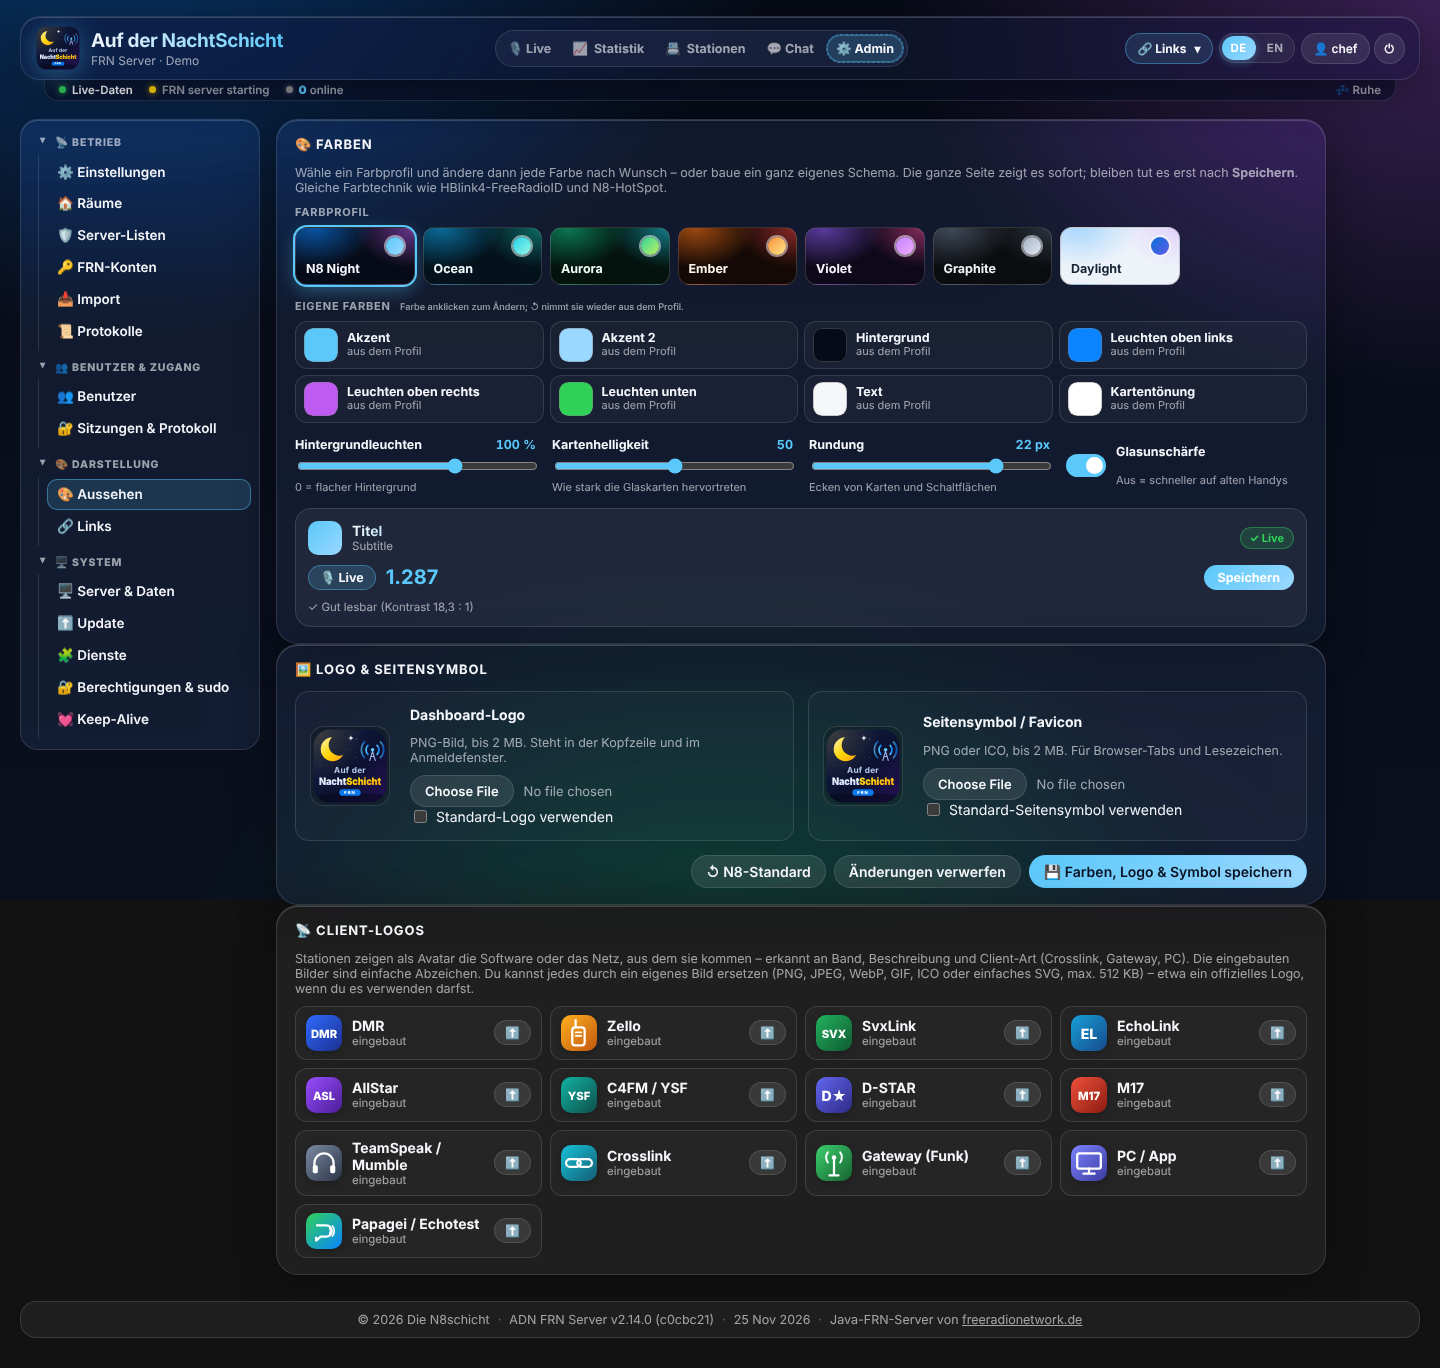 Auf der NachtSchicht
FRN Server · Demo
🎙️ Live 📈 Statistik 📇 Stationen 💬 Chat ⚙️ Admin
🔗 Links ▾ DE EN 👤 chef ⏻
Live-Daten FRN server starting 0 online 💤 Ruhe
▼ 📡 BETRIEB
⚙️ Einstellungen
🏠 Räume
🛡️ Server-Listen
🔑 FRN-Konten
📥 Import
📜 Protokolle
▼ 👥 BENUTZER & ZUGANG
👥 Benutzer
🔐 Sitzungen & Protokoll
▼ 🎨 DARSTELLUNG
🎨 Aussehen
🔗 Links
▼ 🖥️ SYSTEM
🖥️ Server & Daten
⬆️ Update
🧩 Dienste
🔐 Berechtigungen & sudo
💓 Keep-Alive
🎨 FARBEN
Wähle ein Farbprofil und ändere dann jede Farbe nach Wunsch – oder baue ein ganz eigenes Schema. Die ganze Seite zeigt es sofort; bleiben tut es erst nach Speichern.
Gleiche Farbtechnik wie HBlink4-FreeRadioID und N8-HotSpot.
FARBPROFIL
N8 Night Ocean Aurora Ember Violet Graphite Daylight
EIGENE FARBEN Farbe anklicken zum Ändern; ↺ nimmt sie wieder aus dem Profil.
Akzent
aus dem Profil
Akzent 2
aus dem Profil
Hintergrund
aus dem Profil
Leuchten oben links
aus dem Profil
Leuchten oben rechts
aus dem Profil
Leuchten unten
aus dem Profil
Text
aus dem Profil
Kartentönung
aus dem Profil
Hintergrundleuchten 100 %
0 = flacher Hintergrund
Kartenhelligkeit 50
Wie stark die Glaskarten hervortreten
Rundung 22 px
Ecken von Karten und Schaltflächen
Glasunschärfe
Aus = schneller auf alten Handys
Titel
Subtitle
✓ Live
🎙️ Live 1.287 Speichern
✓ Gut lesbar (Kontrast 18,3 : 1)
🖼️ LOGO & SEITENSYMBOL
Auf der
NachtSchicht
FRN
Dashboard-Logo
PNG-Bild, bis 2 MB. Steht in der Kopfzeile und im
Anmeldefenster.
Choose File No file chosen
Standard-Logo verwenden
Auf der
NachtSchicht
FRN
Seitensymbol / Favicon
PNG oder ICO, bis 2 MB. Für Browser-Tabs und Lesezeichen.
Choose File No file chosen
Standard-Seitensymbol verwenden
↺ N8-Standard Änderungen verwerfen 💾 Farben, Logo & Symbol speichern
📡 CLIENT-LOGOS
Stationen zeigen als Avatar die Software oder das Netz, aus dem sie kommen – erkannt an Band, Beschreibung und Client-Art (Crosslink, Gateway, PC). Die eingebauten
Bilder sind einfache Abzeichen. Du kannst jedes durch ein eigenes Bild ersetzen (PNG, JPEG, WebP, GIF, ICO oder einfaches SVG, max. 512 KB) – etwa ein offizielles Logo,
wenn du es verwenden darfst.
DMR DMR
eingebaut
⬆️
Zello
eingebaut
⬆️
SVX SvxLink
eingebaut
⬆️
EL EchoLink
eingebaut
⬆️
ASL AllStar
eingebaut
⬆️
YSF C4FM / YSF
eingebaut
⬆️
D★ D-STAR
eingebaut
⬆️
M17 M17
eingebaut
⬆️
TeamSpeak /
Mumble
eingebaut
⬆️
Crosslink
eingebaut
⬆️
Gateway (Funk)
eingebaut
⬆️
PC / App
eingebaut
⬆️
Papagei / Echotest
eingebaut
⬆️
© 2026 Die N8schicht · ADN FRN Server v2.14.0 (c0cbc21) · 25 Nov 2026 · Java-FRN-Server von freeradionetwork.de